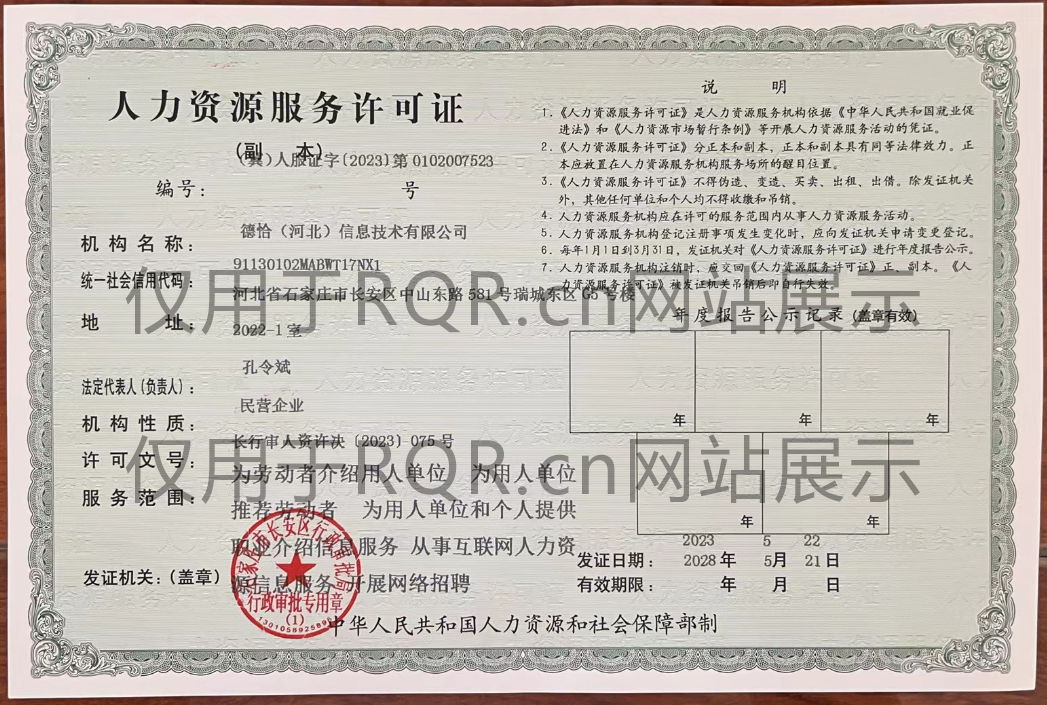 人力资源服务许可证
(副 本)
(冀)人服证字〔2023〕第 0102007523
编号: 号
机构名称: 德恰（河北）信息技术有限公司
统一社会信用代码: 91130102MABWT17NX1
地 址: 河北省石家庄市长安区中山东路 581 号瑞城东区 G5 号楼
2022-1 室
法定代表人(负责人): 孔令斌
机构性质: 民营企业
许可文号: 长行审人资许决〔2023〕075 号
服务范围: 为劳动者介绍用人单位 为用人单位
推荐劳动者 为用人单位和个人提供
职业介绍信息服务 从事互联网人力资
源信息服务 开展网络招聘
发证机关:(盖章)
石家庄市长安区行政审批局
行政审批专用章
(1)
说 明
1.《人力资源服务许可证》是人力资源服务机构依据《中华人民共和国就业促
进法》和《人力资源市场暂行条例》等开展人力资源服务活动的凭证。
2.《人力资源服务许可证》分正本和副本，正本和副本具有同等法律效力。正
本应放置在人力资源服务机构服务场所的醒目位置。
3.《人力资源服务许可证》不得伪造、变造、买卖、出租、出借。除发证机关
外，其他任何单位和个人均不得收缴和吊销。
4.人力资源服务机构应在许可的服务范围内从事人力资源服务活动。
5.人力资源服务机构登记注册事项发生变化时，应向发证机关申请变更登记。
6.每年1月1日到3月31日，发证机关对《人力资源服务许可证》进行年度报告公示。
7.人力资源服务机构注销时，应交回《人力资源服务许可证》正、副本。《人
力资源服务许可证》被发证机关吊销后即自行失效。
年度报告公示记录(盖章有效)
年 年 年
年 年
2023 5 22
发证日期: 2028 年 5月 21 日
有效期限: 年 月 日
中华人民共和国人力资源和社会保障部制
仅用于RQR.cn网站展示
仅用于RQR.cn网站展示